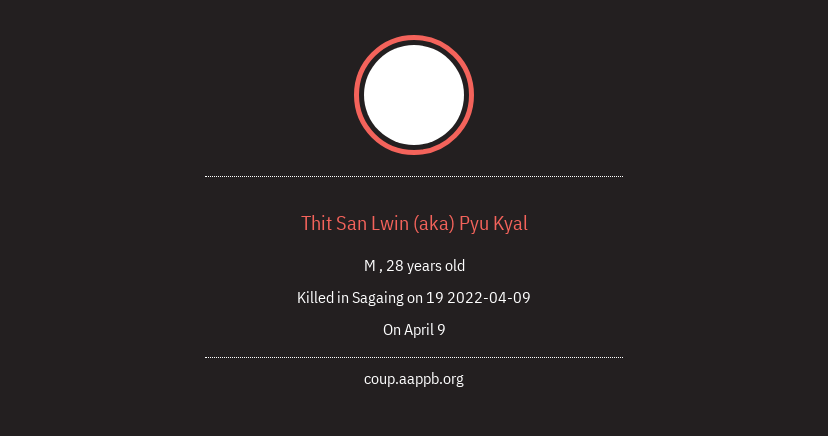 Thit San Lwin (aka) Pyu Kyal
M , 28 years old
Killed in Sagaing on 19 2022-04-09
On April 9
coup.aappb.org